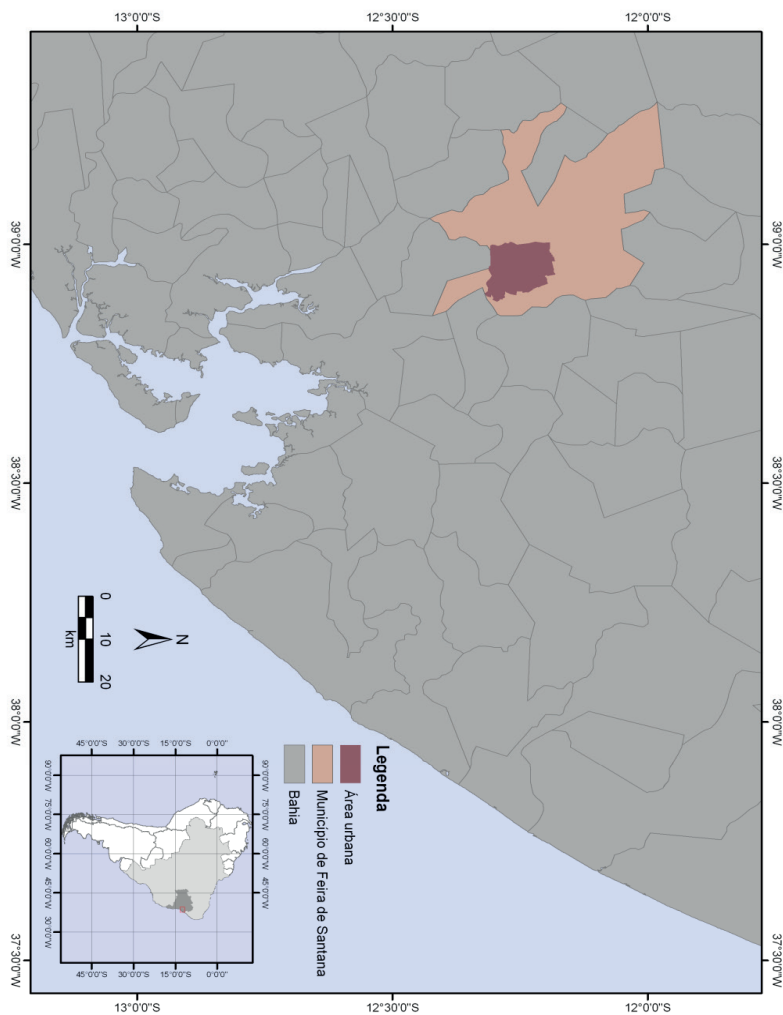 39°0'0"W
38°30'0"W
38°0'0"W
37°30'0"W
12°0'0"S
12°0'0"S
12°30'0"S
12°30'0"S
13°0'0"S
13°0'0"S
39°0'0"W
38°30'0"W
38°0'0"W
37°30'0"W
N
0 10 20
km
Legenda
Área urbana
Município de Feira de Santana
Bahia
90°0'0"W
75°0'0"W
60°0'0"W
45°0'0"W
30°0'0"W
0°0'0"
0°0'0"
15°0'0"S
15°0'0"S
30°0'0"S
30°0'0"S
45°0'0"S
45°0'0"S
90°0'0"W
75°0'0"W
60°0'0"W
45°0'0"W
30°0'0"W